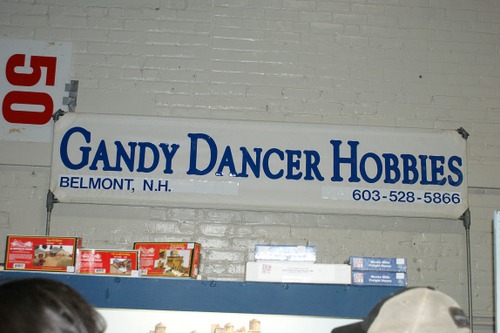 50
GANDY DANCER HOBBIES
BELMONT, N.H.
603-528-5866